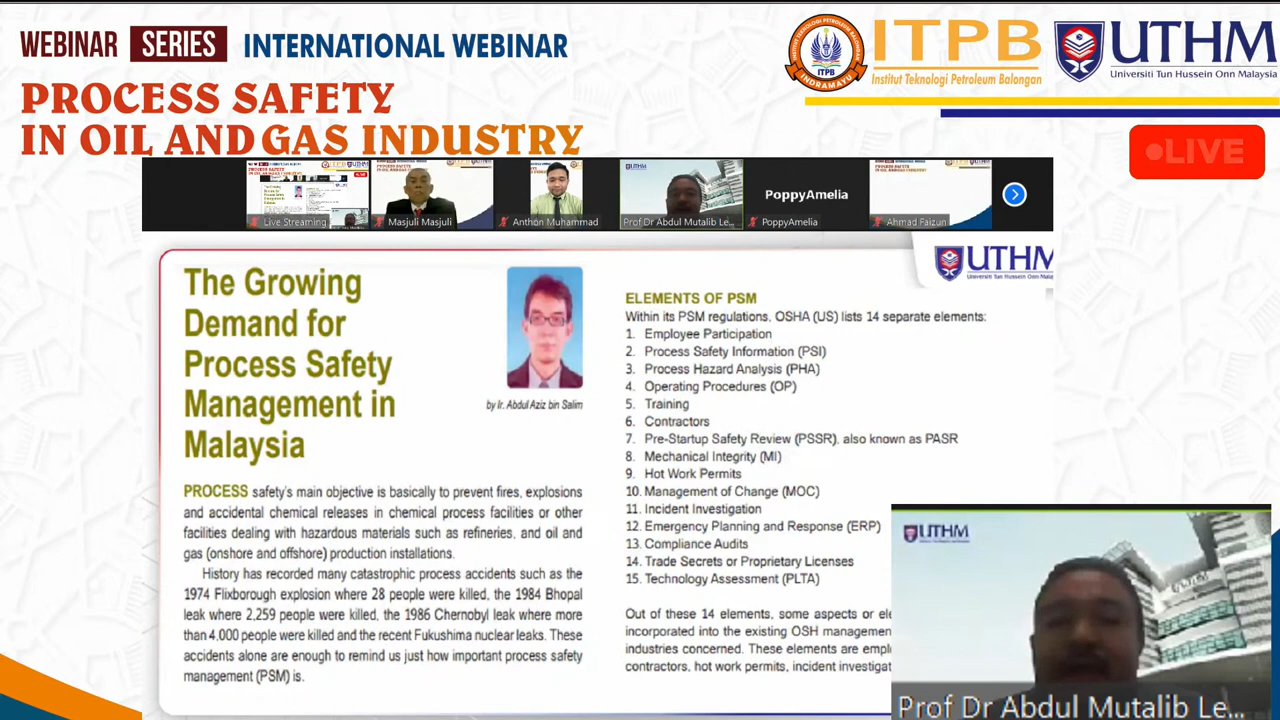 WEBINAR SERIES INTERNATIONAL WEBINAR
PROCESS SAFETY
IN OIL AND GAS INDUSTRY
INSTITUT TEKNOLOGI PETROLEUM BALONGAN
ITPB
INDRAMAYU
ITPB
Institut Teknologi Petroleum Balongan
UTHM
Universiti Tun Hussein Onn Malaysia
LIVE
Live Streaming
Masjuli Masjuli
Anthon Muhammad
UTHM
Prof Dr Abdul Mutalib Le...
PoppyAmelia
PoppyAmelia
Ahmad Faizun
UTHM
Universiti Tun Hussein Onn Mala
The Growing
Demand for
Process Safety
Management in
Malaysia
by Ir. Abdul Aziz bin Salim
PROCESS safety's main objective is basically to prevent fires, explosions
and accidental chemical releases in chemical process facilities or other
facilities dealing with hazardous materials such as refineries, and oil and
gas (onshore and offshore) production installations.
History has recorded many catastrophic process accidents such as the
1974 Flixborough explosion where 28 people were killed, the 1984 Bhopal
leak where 2,259 people were killed, the 1986 Chernobyl leak where more
than 4,000 people were killed and the recent Fukushima nuclear leaks. These
accidents alone are enough to remind us just how important process safety
management (PSM) is.
ELEMENTS OF PSM
Within its PSM regulations, OSHA (US) lists 14 separate elements:
1. Employee Participation
2. Process Safety Information (PSI)
3. Process Hazard Analysis (PHA)
4. Operating Procedures (OP)
5. Training
6. Contractors
7. Pre-Startup Safety Review (PSSR), also known as PASR
8. Mechanical Integrity (MI)
9. Hot Work Permits
10. Management of Change (MOC)
11. Incident Investigation
12. Emergency Planning and Response (ERP)
13. Compliance Audits
14. Trade Secrets or Proprietary Licenses
15. Technology Assessment (PLTA)
Out of these 14 elements, some aspects or el
incorporated into the existing OSH managemen
industries concerned. These elements are empl
contractors, hot work permits, incident investigat
UTHM
Prof Dr Abdul Mutalib Le...